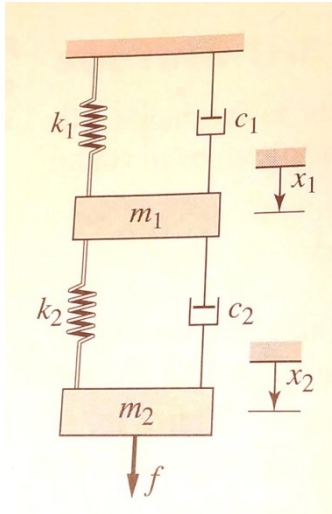 k₁
c₁
x₁
m₁
k₂
c₂
x₂
m₂
f